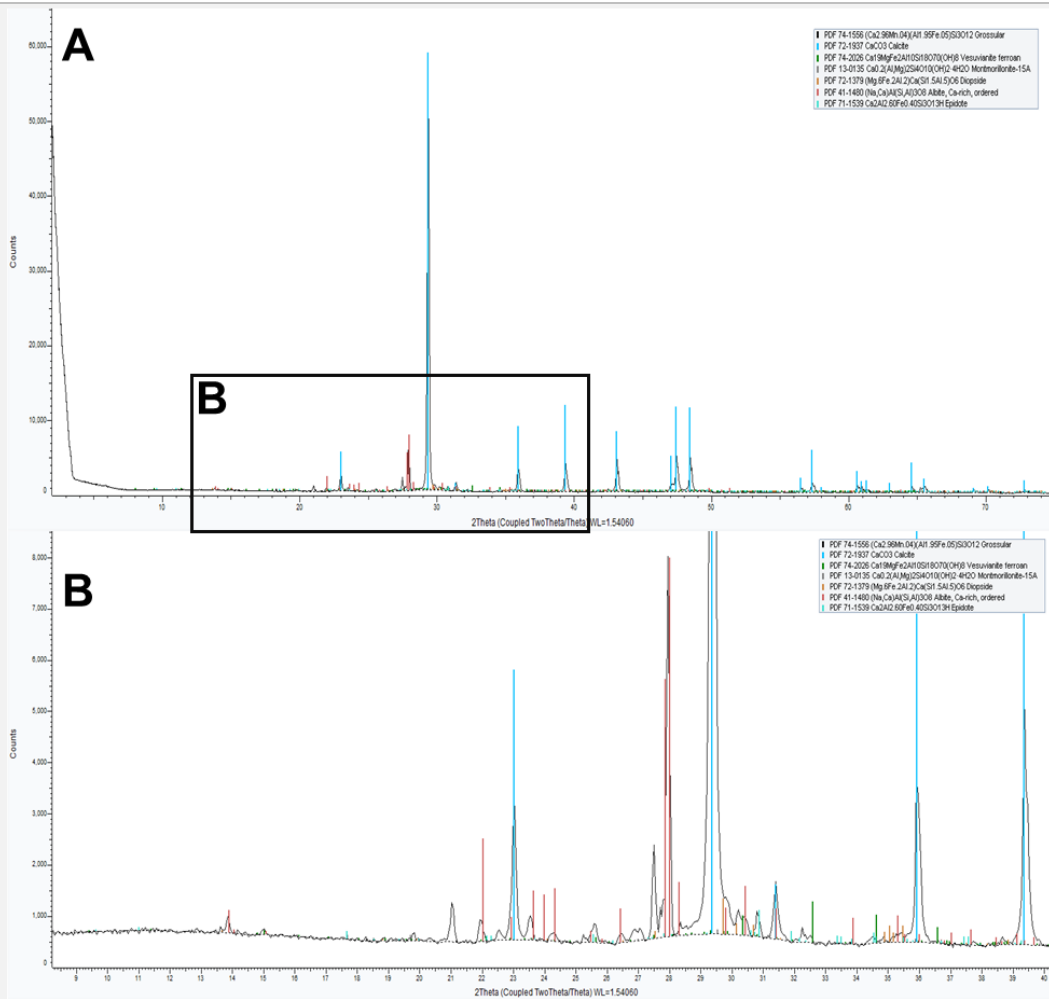 A
60,000
50,000
40,000
30,000
20,000
10,000
0
Counts
PDF 74-1556 (Ca2.96Mn.04)(Al1.95Fe.05)Si3O12 Grossular
PDF 72-1937 CaCO3 Calcite
PDF 74-2026 Ca19MgFe2Al10Si18O70(OH)8 Vesuvianite ferroan
PDF 13-0135 Ca0.2(Al,Mg)2Si4O10(OH)2·4H2O Montmorillonite-15A
PDF 72-1379 (Mg.6Fe.2Al.2)Ca(Si1.5Al.5)O6 Diopside
PDF 41-1480 (Na,Ca)Al(Si,Al)3O8 Albite, Ca-rich, ordered
PDF 71-1539 Ca2Al2.60Fe0.40Si3O13H Epidote
B
10 20 30 40 50 60 70
2Theta (Coupled TwoTheta/Theta) WL=1.54060
B
8,000
7,000
6,000
5,000
4,000
3,000
2,000
1,000
0
Counts
PDF 74-1556 (Ca2.96Mn.04)(Al1.95Fe.05)Si3O12 Grossular
PDF 72-1937 CaCO3 Calcite
PDF 74-2026 Ca19MgFe2Al10Si18O70(OH)8 Vesuvianite ferroan
PDF 13-0135 Ca0.2(Al,Mg)2Si4O10(OH)2·4H2O Montmorillonite-15A
PDF 72-1379 (Mg.6Fe.2Al.2)Ca(Si1.5Al.5)O6 Diopside
PDF 41-1480 (Na,Ca)Al(Si,Al)3O8 Albite, Ca-rich, ordered
PDF 71-1539 Ca2Al2.60Fe0.40Si3O13H Epidote
9 10 11 12 13 14 15 16 17 18 19 20 21 22 23 24 25 26 27 28 29 30 31 32 33 34 35 36 37 38 39 40
2Theta (Coupled TwoTheta/Theta) WL=1.54060